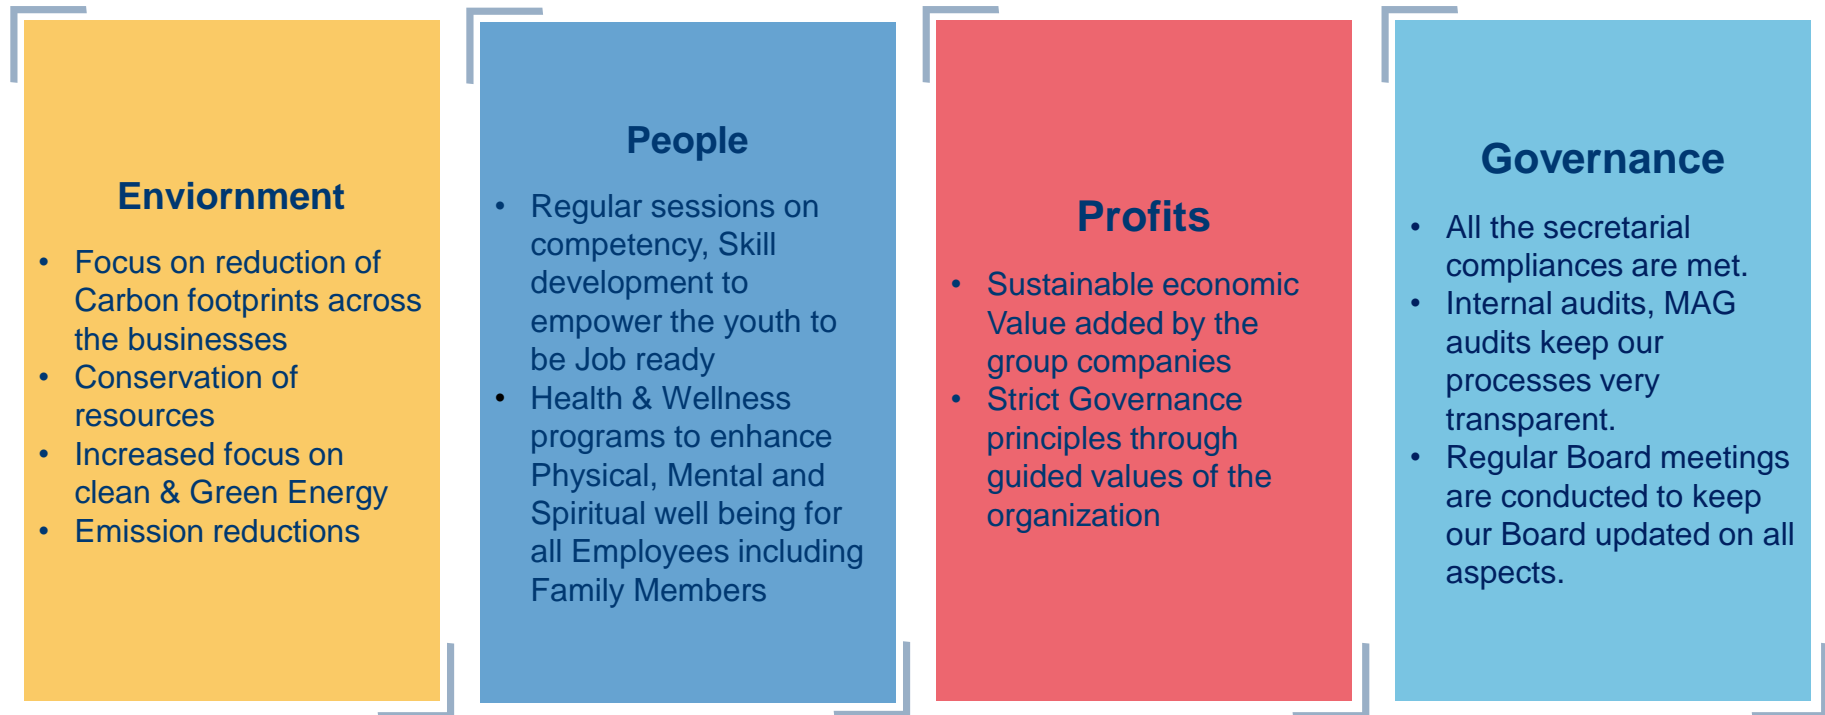 Enviornment
• Focus on reduction of
Carbon footprints across
the businesses
• Conservation of
resources
• Increased focus on
clean & Green Energy
• Emission reductions
People
• Regular sessions on
competency, Skill
development to
empower the youth to
be Job ready
• Health & Wellness
programs to enhance
Physical, Mental and
Spiritual well being for
all Employees including
Family Members
Profits
• Sustainable economic
Value added by the
group companies
• Strict Governance
principles through
guided values of the
organization
Governance
• All the secretarial
compliances are met.
• Internal audits, MAG
audits keep our
processes very
transparent.
• Regular Board meetings
are conducted to keep
our Board updated on all
aspects.